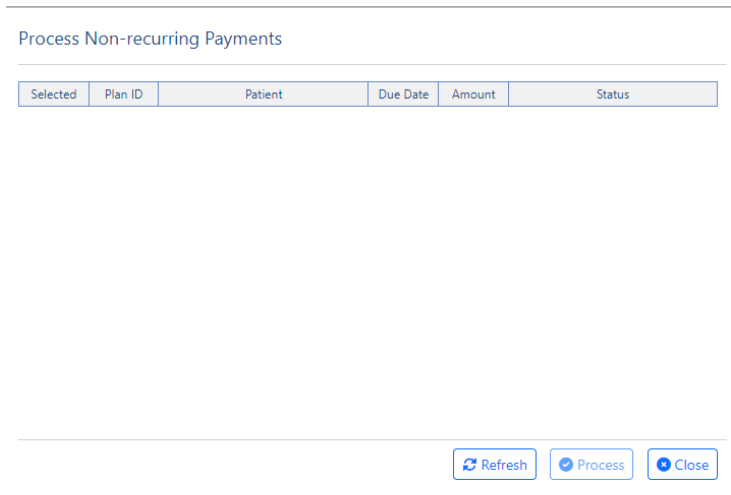 Process Non-recurring Payments
Selected Plan ID Patient Due Date Amount Status
Refresh Process Close